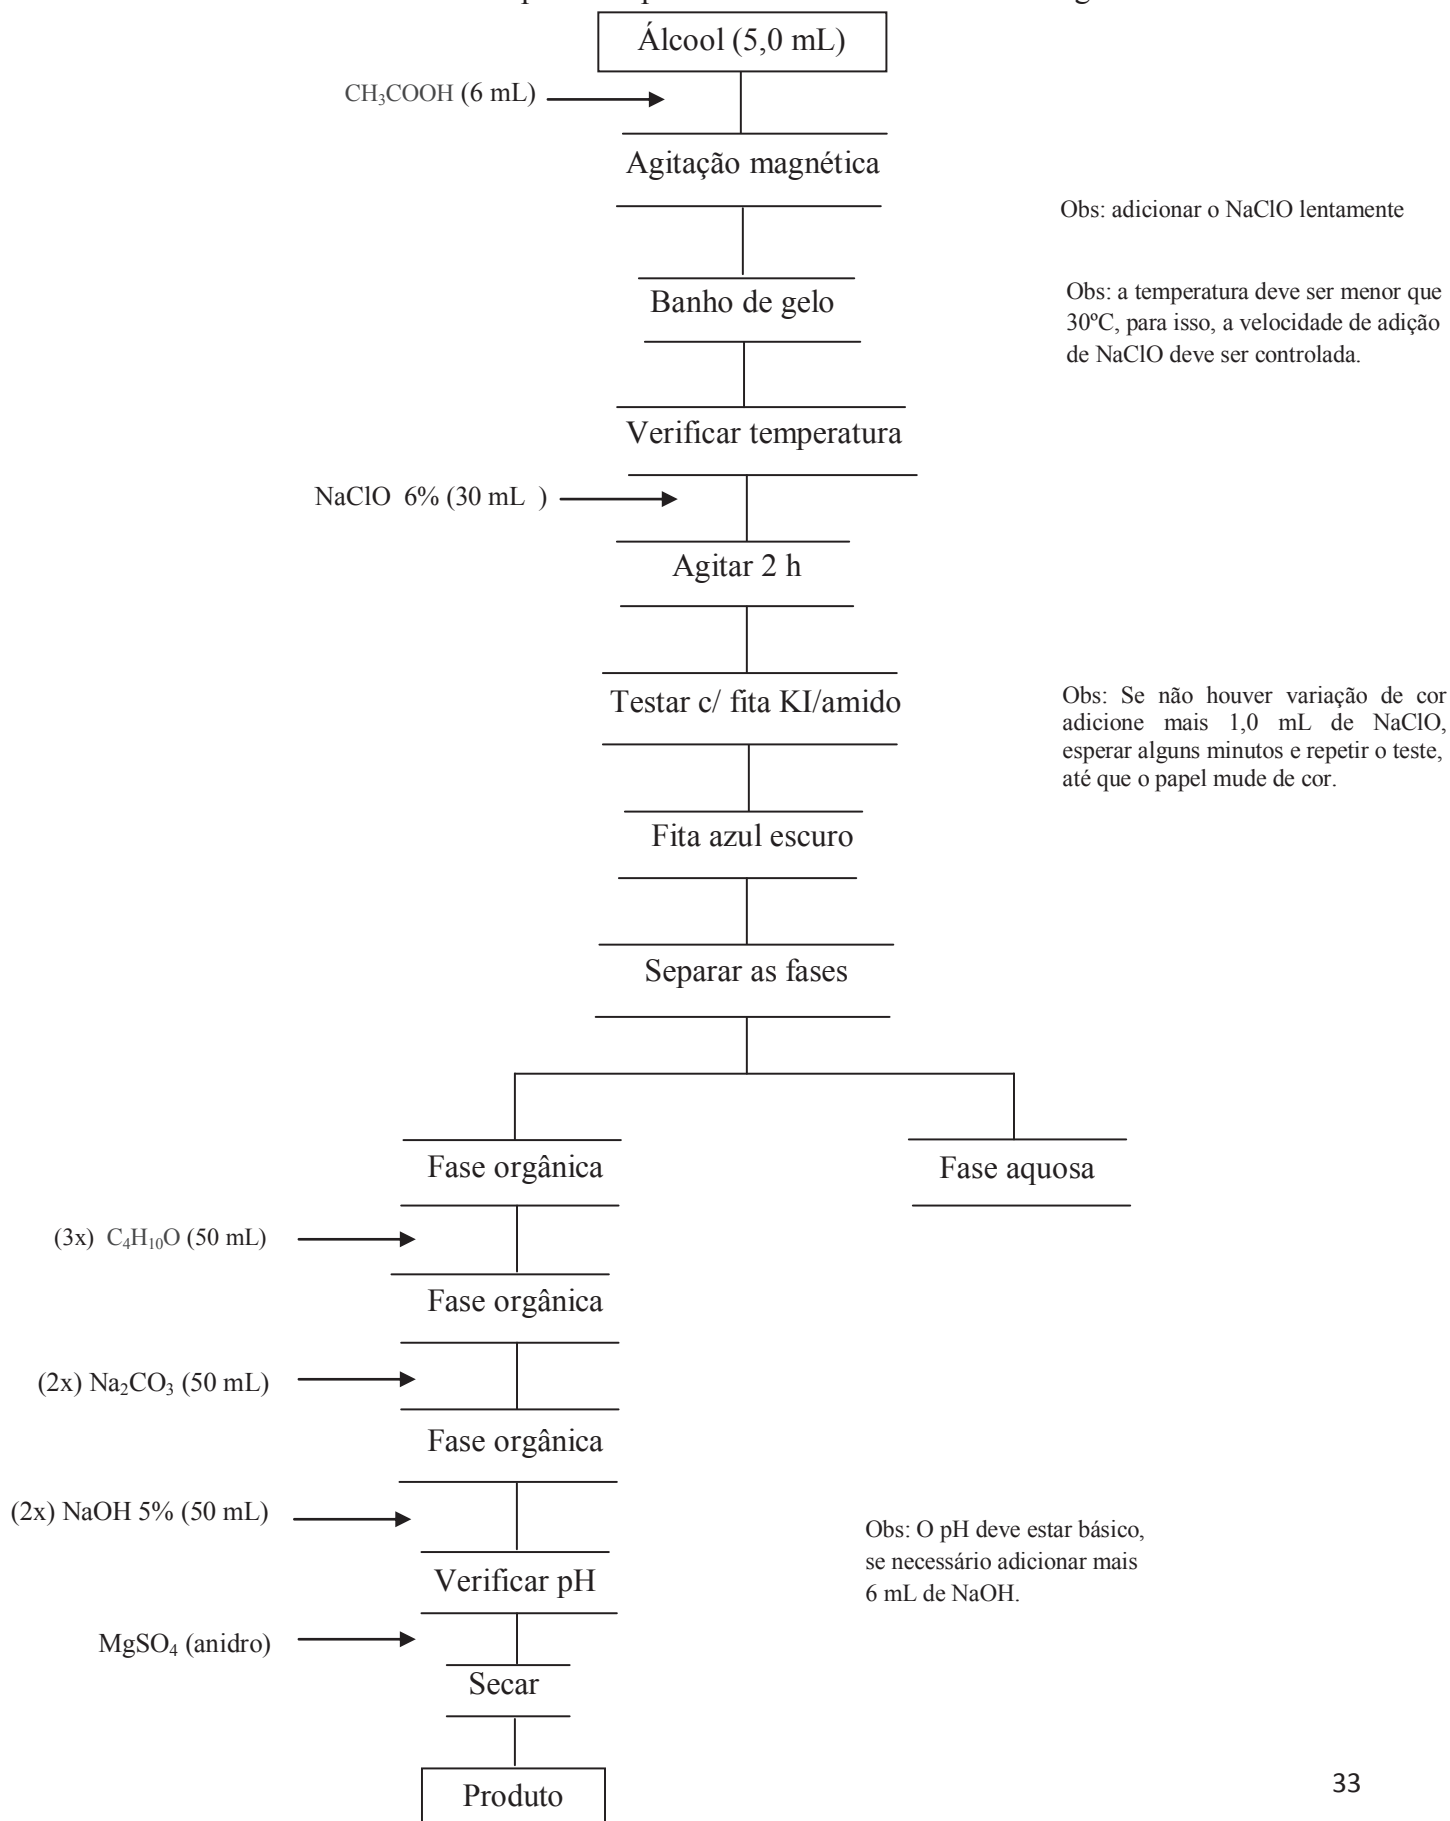 Álcool (5,0 mL)
CH₃COOH (6 mL)
Agitação magnética
Obs: adicionar o NaClO lentamente
Banho de gelo
Obs: a temperatura deve ser menor que
30ºC, para isso, a velocidade de adição
de NaClO deve ser controlada.
Verificar temperatura
NaClO 6% (30 mL )
Agitar 2 h
Testar c/ fita KI/amido
Obs: Se não houver variação de cor
adicione mais 1,0 mL de NaClO,
esperar alguns minutos e repetir o teste,
até que o papel mude de cor.
Fita azul escuro
Separar as fases
Fase orgânica
Fase aquosa
(3x) C₄H₁₀O (50 mL)
Fase orgânica
(2x) Na₂CO₃ (50 mL)
Fase orgânica
(2x) NaOH 5% (50 mL)
Obs: O pH deve estar básico,
se necessário adicionar mais
6 mL de NaOH.
Verificar pH
MgSO₄ (anidro)
Secar
Produto
33